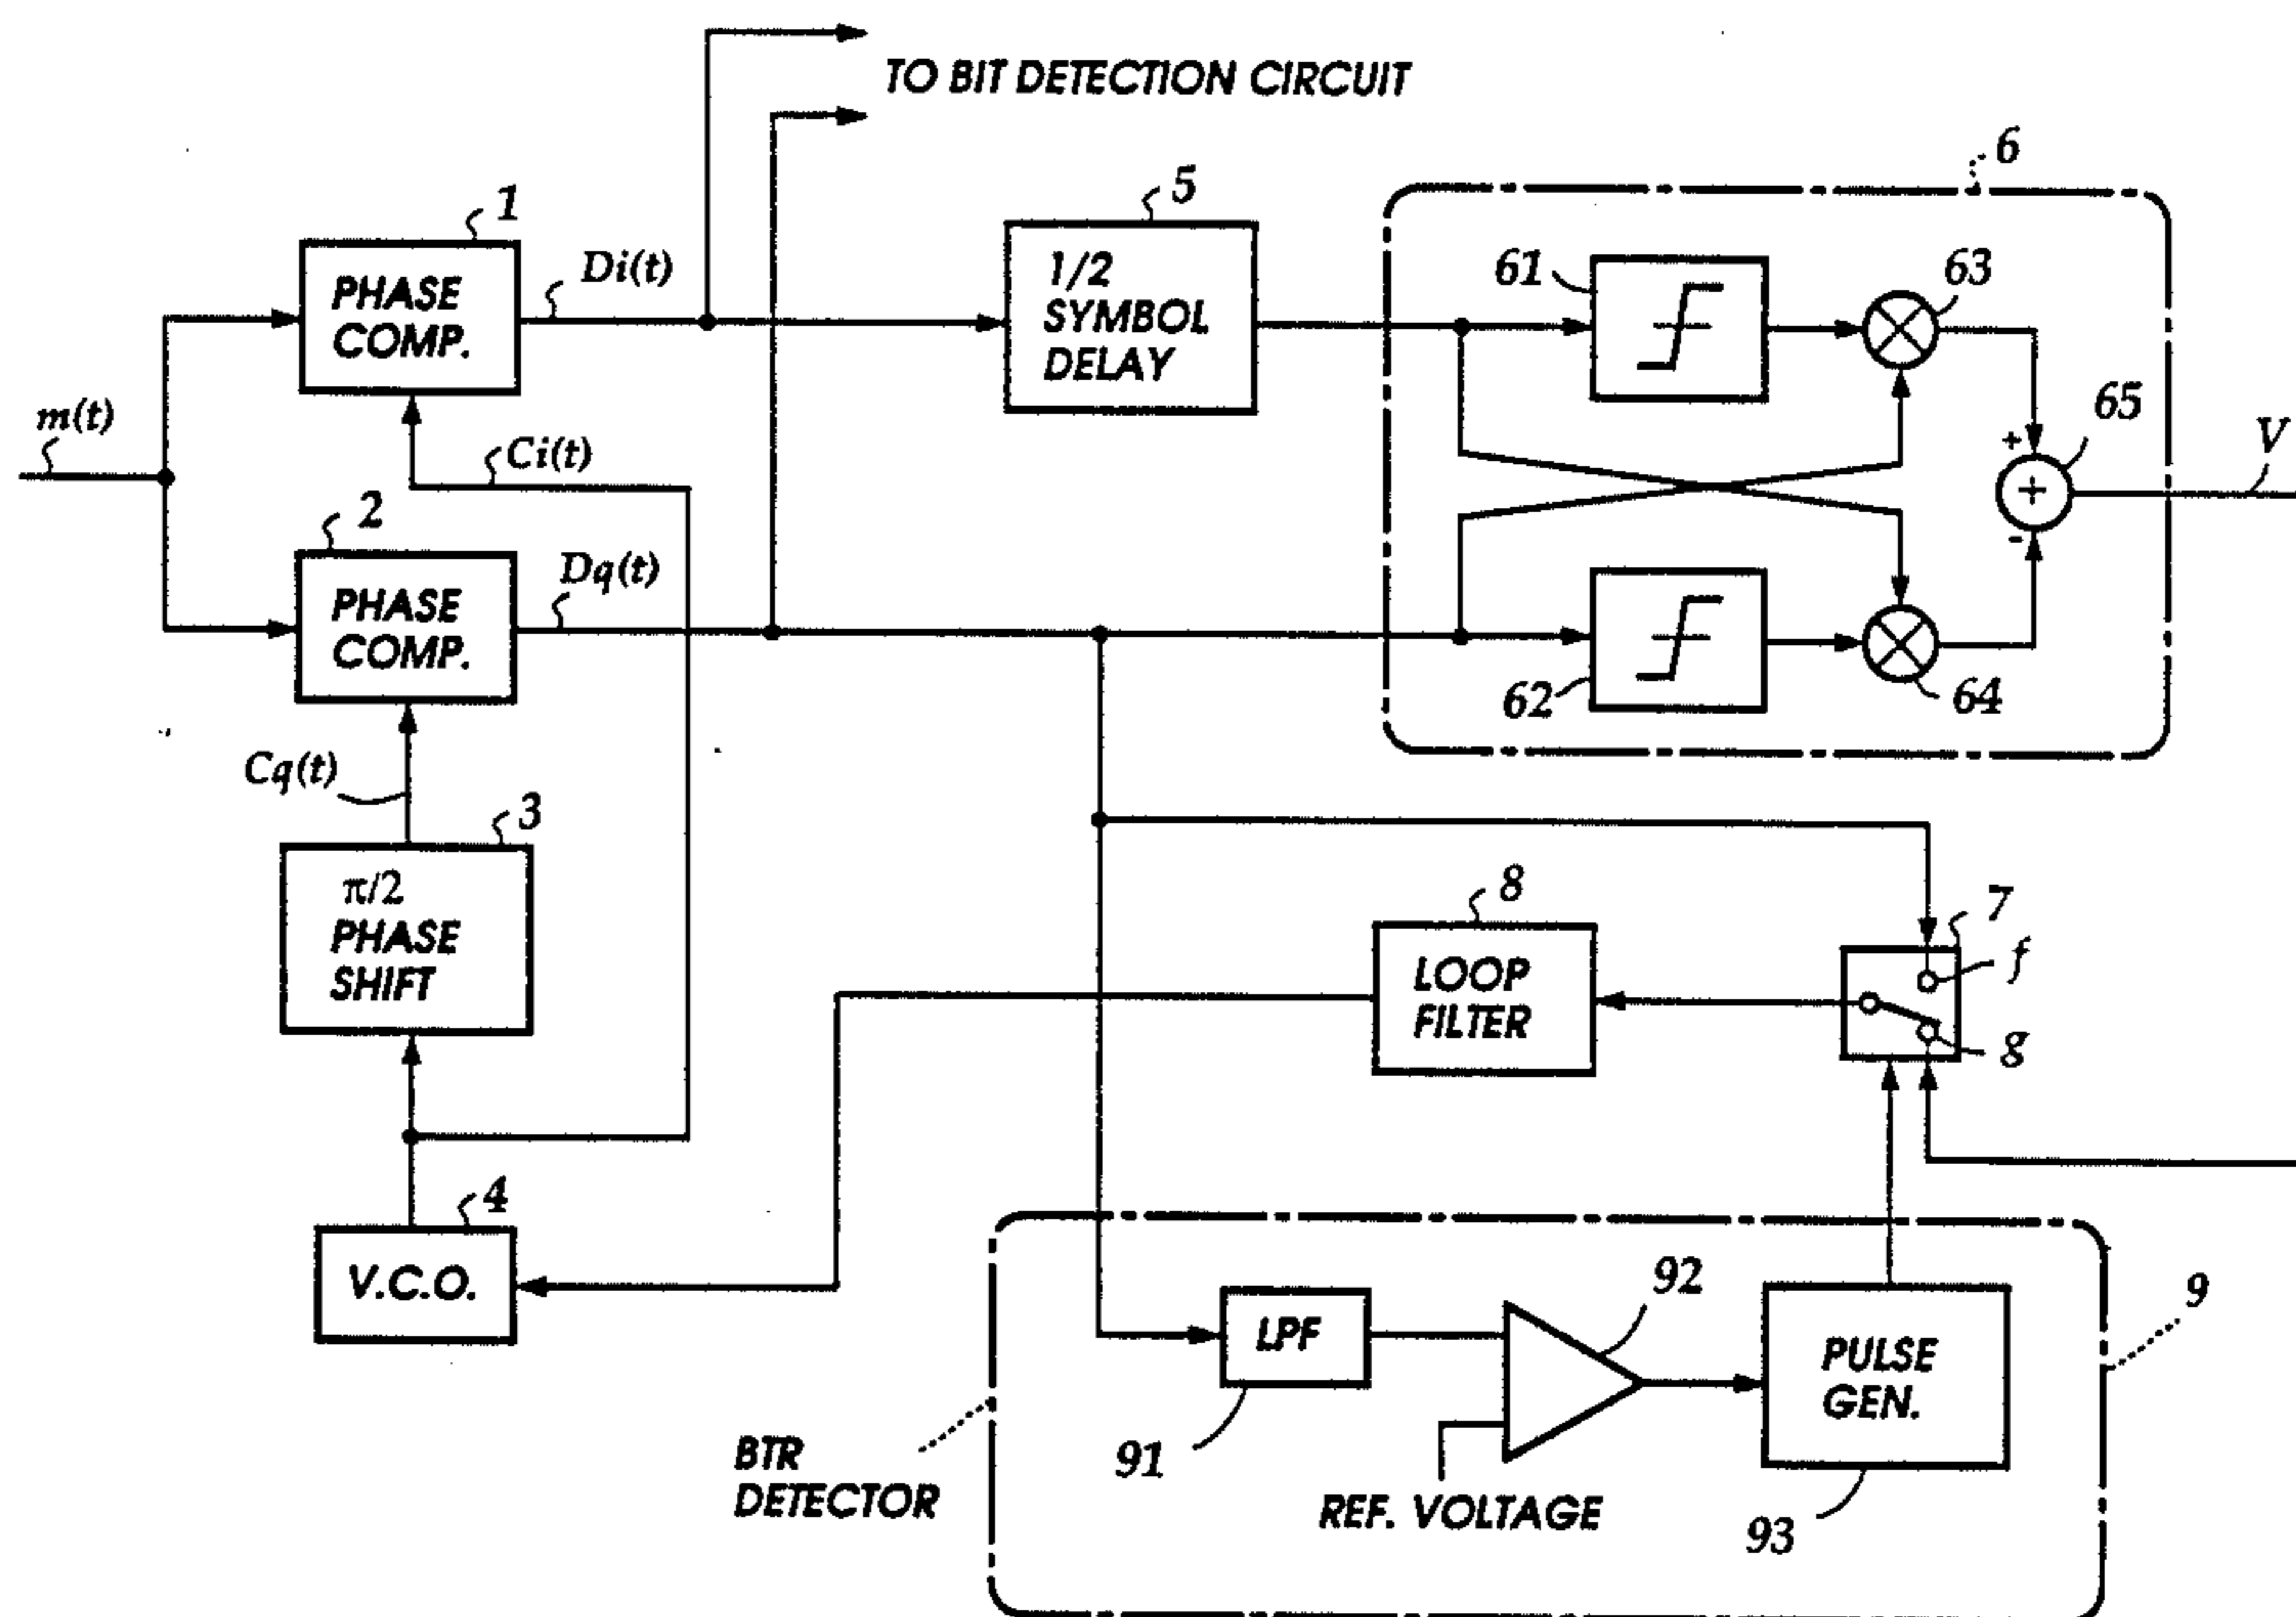 TO BIT DETECTION CIRCUIT
6
1
5
PHASE
COMP.
Di(t)
1/2
SYMBOL
DELAY
61
63
65
m(t)
Ci(t)
+
+
-
V
2
PHASE
COMP.
Dq(t)
62
64
Cq(t)
3
π/2
PHASE
SHIFT
8
LOOP
FILTER
7
f
g
4
V.C.O.
92
9
LPF
PULSE
GEN.
91
BTR
DETECTOR
REF. VOLTAGE
93